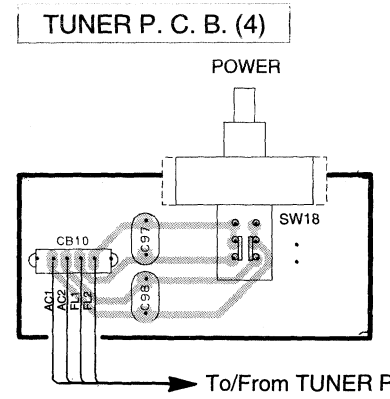 TUNER P. C. B. (4)
POWER
SW18
CB10
C97
C98
AC1
AC2
FL1
FL2
To/From TUNER P